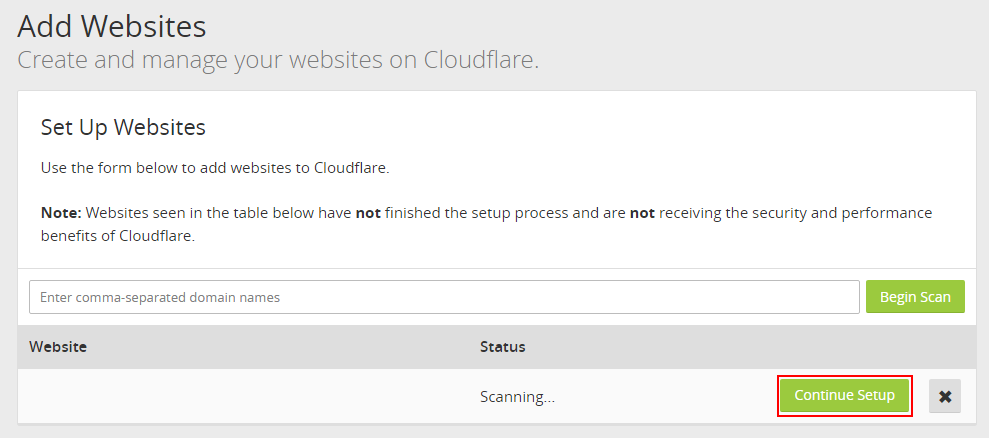 Add Websites
Create and manage your websites on Cloudflare.
Set Up Websites
Use the form below to add websites to Cloudflare.
Note: Websites seen in the table below have not finished the setup process and are not receiving the security and performance
benefits of Cloudflare.
Enter comma-separated domain names
Begin Scan
Website
Status
Scanning...
Continue Setup